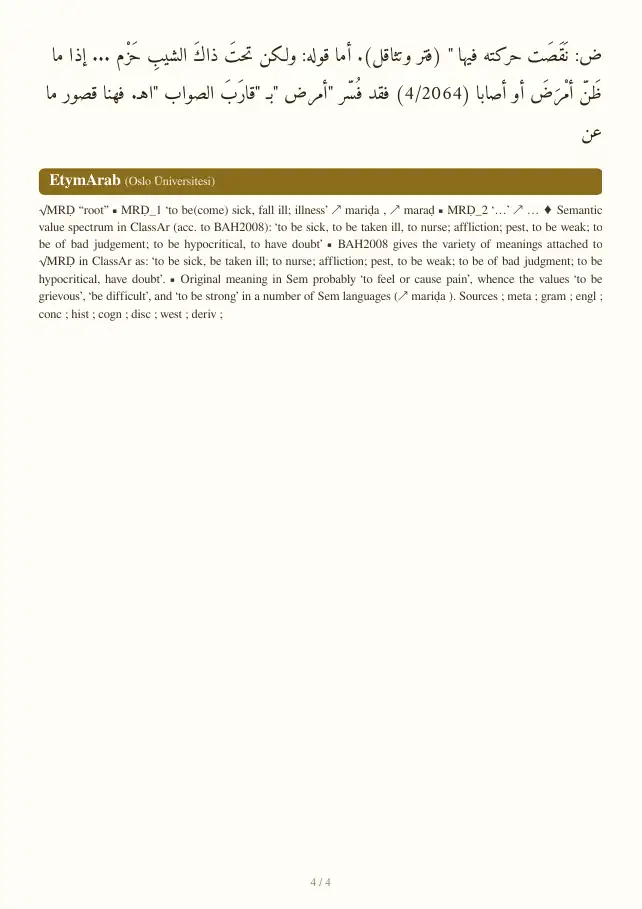 ض: نَقَصَت حركته فيها " (فتر وتثاقل). أما قوله: ولكن تحتَ ذاكَ الشيبِ حَزْم ... إذا ما
ظَنّ أمْرَضَ أو أصابا (4/2064) فقد فُسّر "أمرض "بـ "قارَبَ الصواب "اهـ. فهنا قصور ما
عن
EtymArab (Oslo Üniversitesi)
√MRḌ “root” ▪ MRḌ_1 ‘to be(come) sick, fall ill; illness’ ↗ mariḍa , ↗ maraḍ ▪ MRḌ_2 ‘…’ ↗ … ♦ Semantic
value spectrum in ClassAr (acc. to BAH2008): ‘to be sick, to be taken ill, to nurse; affliction; pest, to be weak; to
be of bad judgement; to be hypocritical, to have doubt’ ▪ BAH2008 gives the variety of meanings attached to
√MRḌ in ClassAr as: ‘to be sick, be taken ill; to nurse; affliction; pest, to be weak; to be of bad judgment; to be
hypocritical, have doubt’. ▪ Original meaning in Sem probably ‘to feel or cause pain’, whence the values ‘to be
grievous’, ‘be difficult’, and ‘to be strong’ in a number of Sem languages (↗ mariḍa ). Sources ; meta ; gram ; engl ;
conc ; hist ; cogn ; disc ; west ; deriv ;
4 / 4